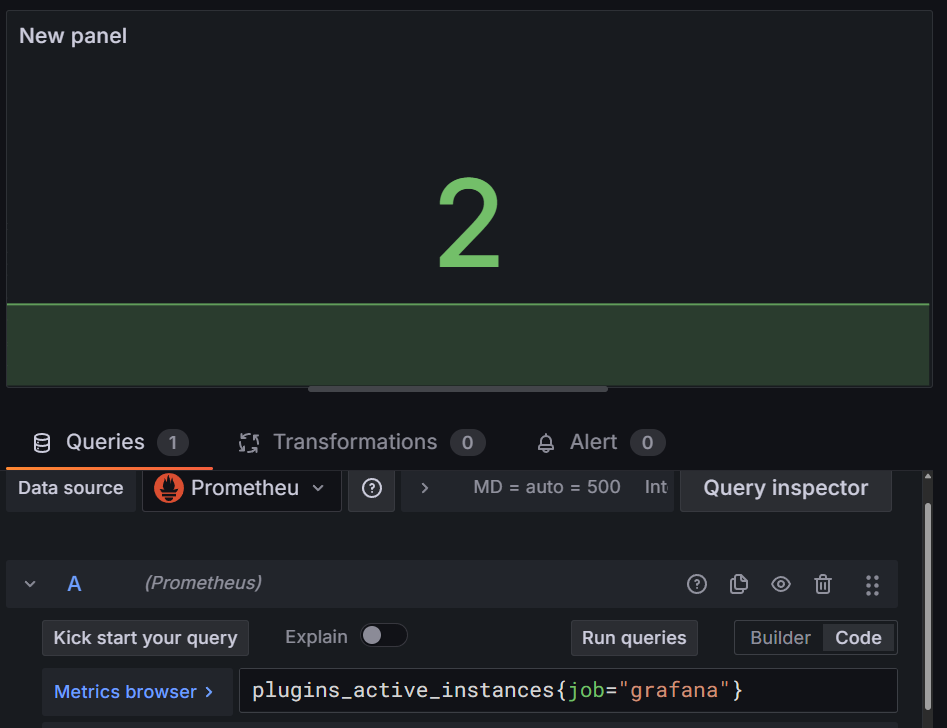 New panel
2
Queries 1 Transformations 0 Alert 0
Data source Prometheu MD = auto = 500 Int Query inspector
A (Prometheus)
Kick start your query Explain Run queries Builder Code
Metrics browser > plugins_active_instances{job="grafana"}